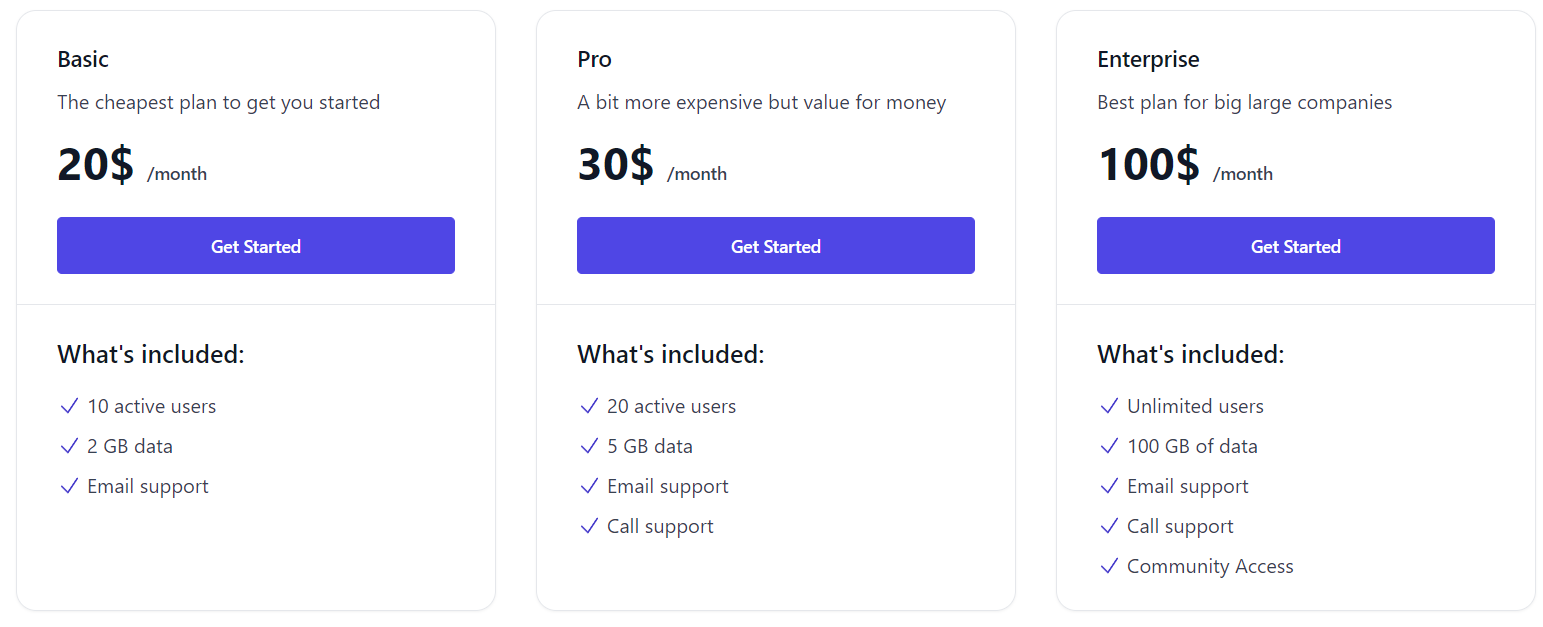 Basic
The cheapest plan to get you started
20$ /month
Get Started
What's included:
10 active users
2 GB data
Email support
Pro
A bit more expensive but value for money
30$ /month
Get Started
What's included:
20 active users
5 GB data
Email support
Call support
Enterprise
Best plan for big large companies
100$ /month
Get Started
What's included:
Unlimited users
100 GB of data
Email support
Call support
Community Access